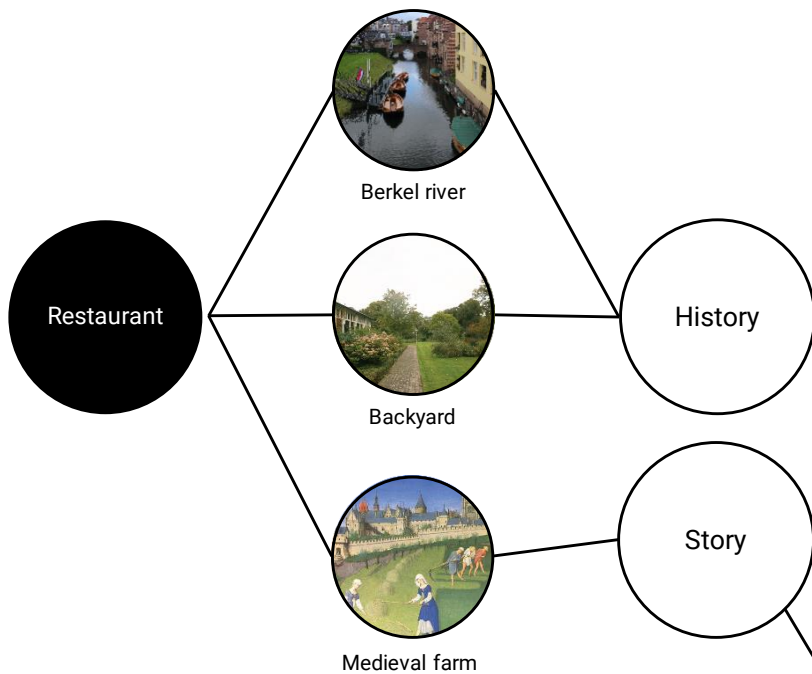 Berkel river
Restaurant
History
Backyard
Story
Medieval farm